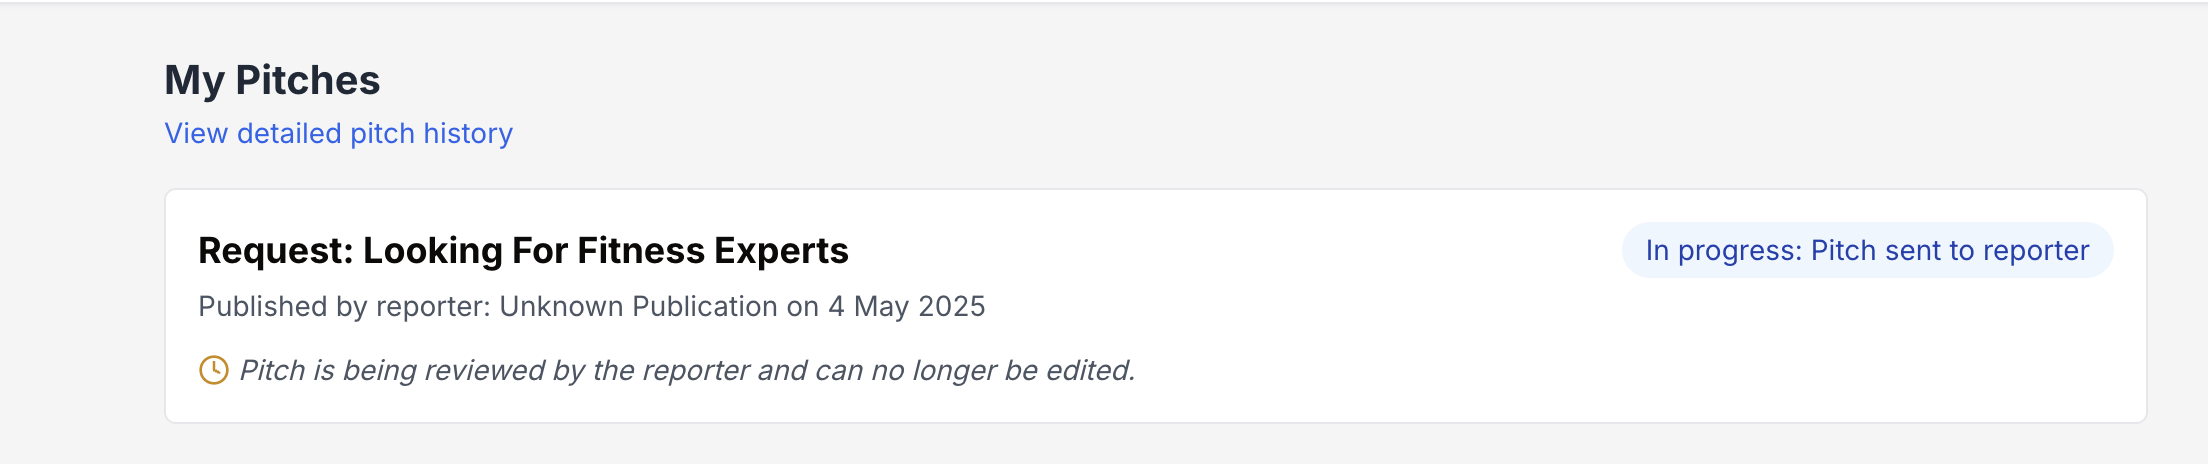 My Pitches
View detailed pitch history
Request: Looking For Fitness Experts
In progress: Pitch sent to reporter
Published by reporter: Unknown Publication on 4 May 2025
Pitch is being reviewed by the reporter and can no longer be edited.